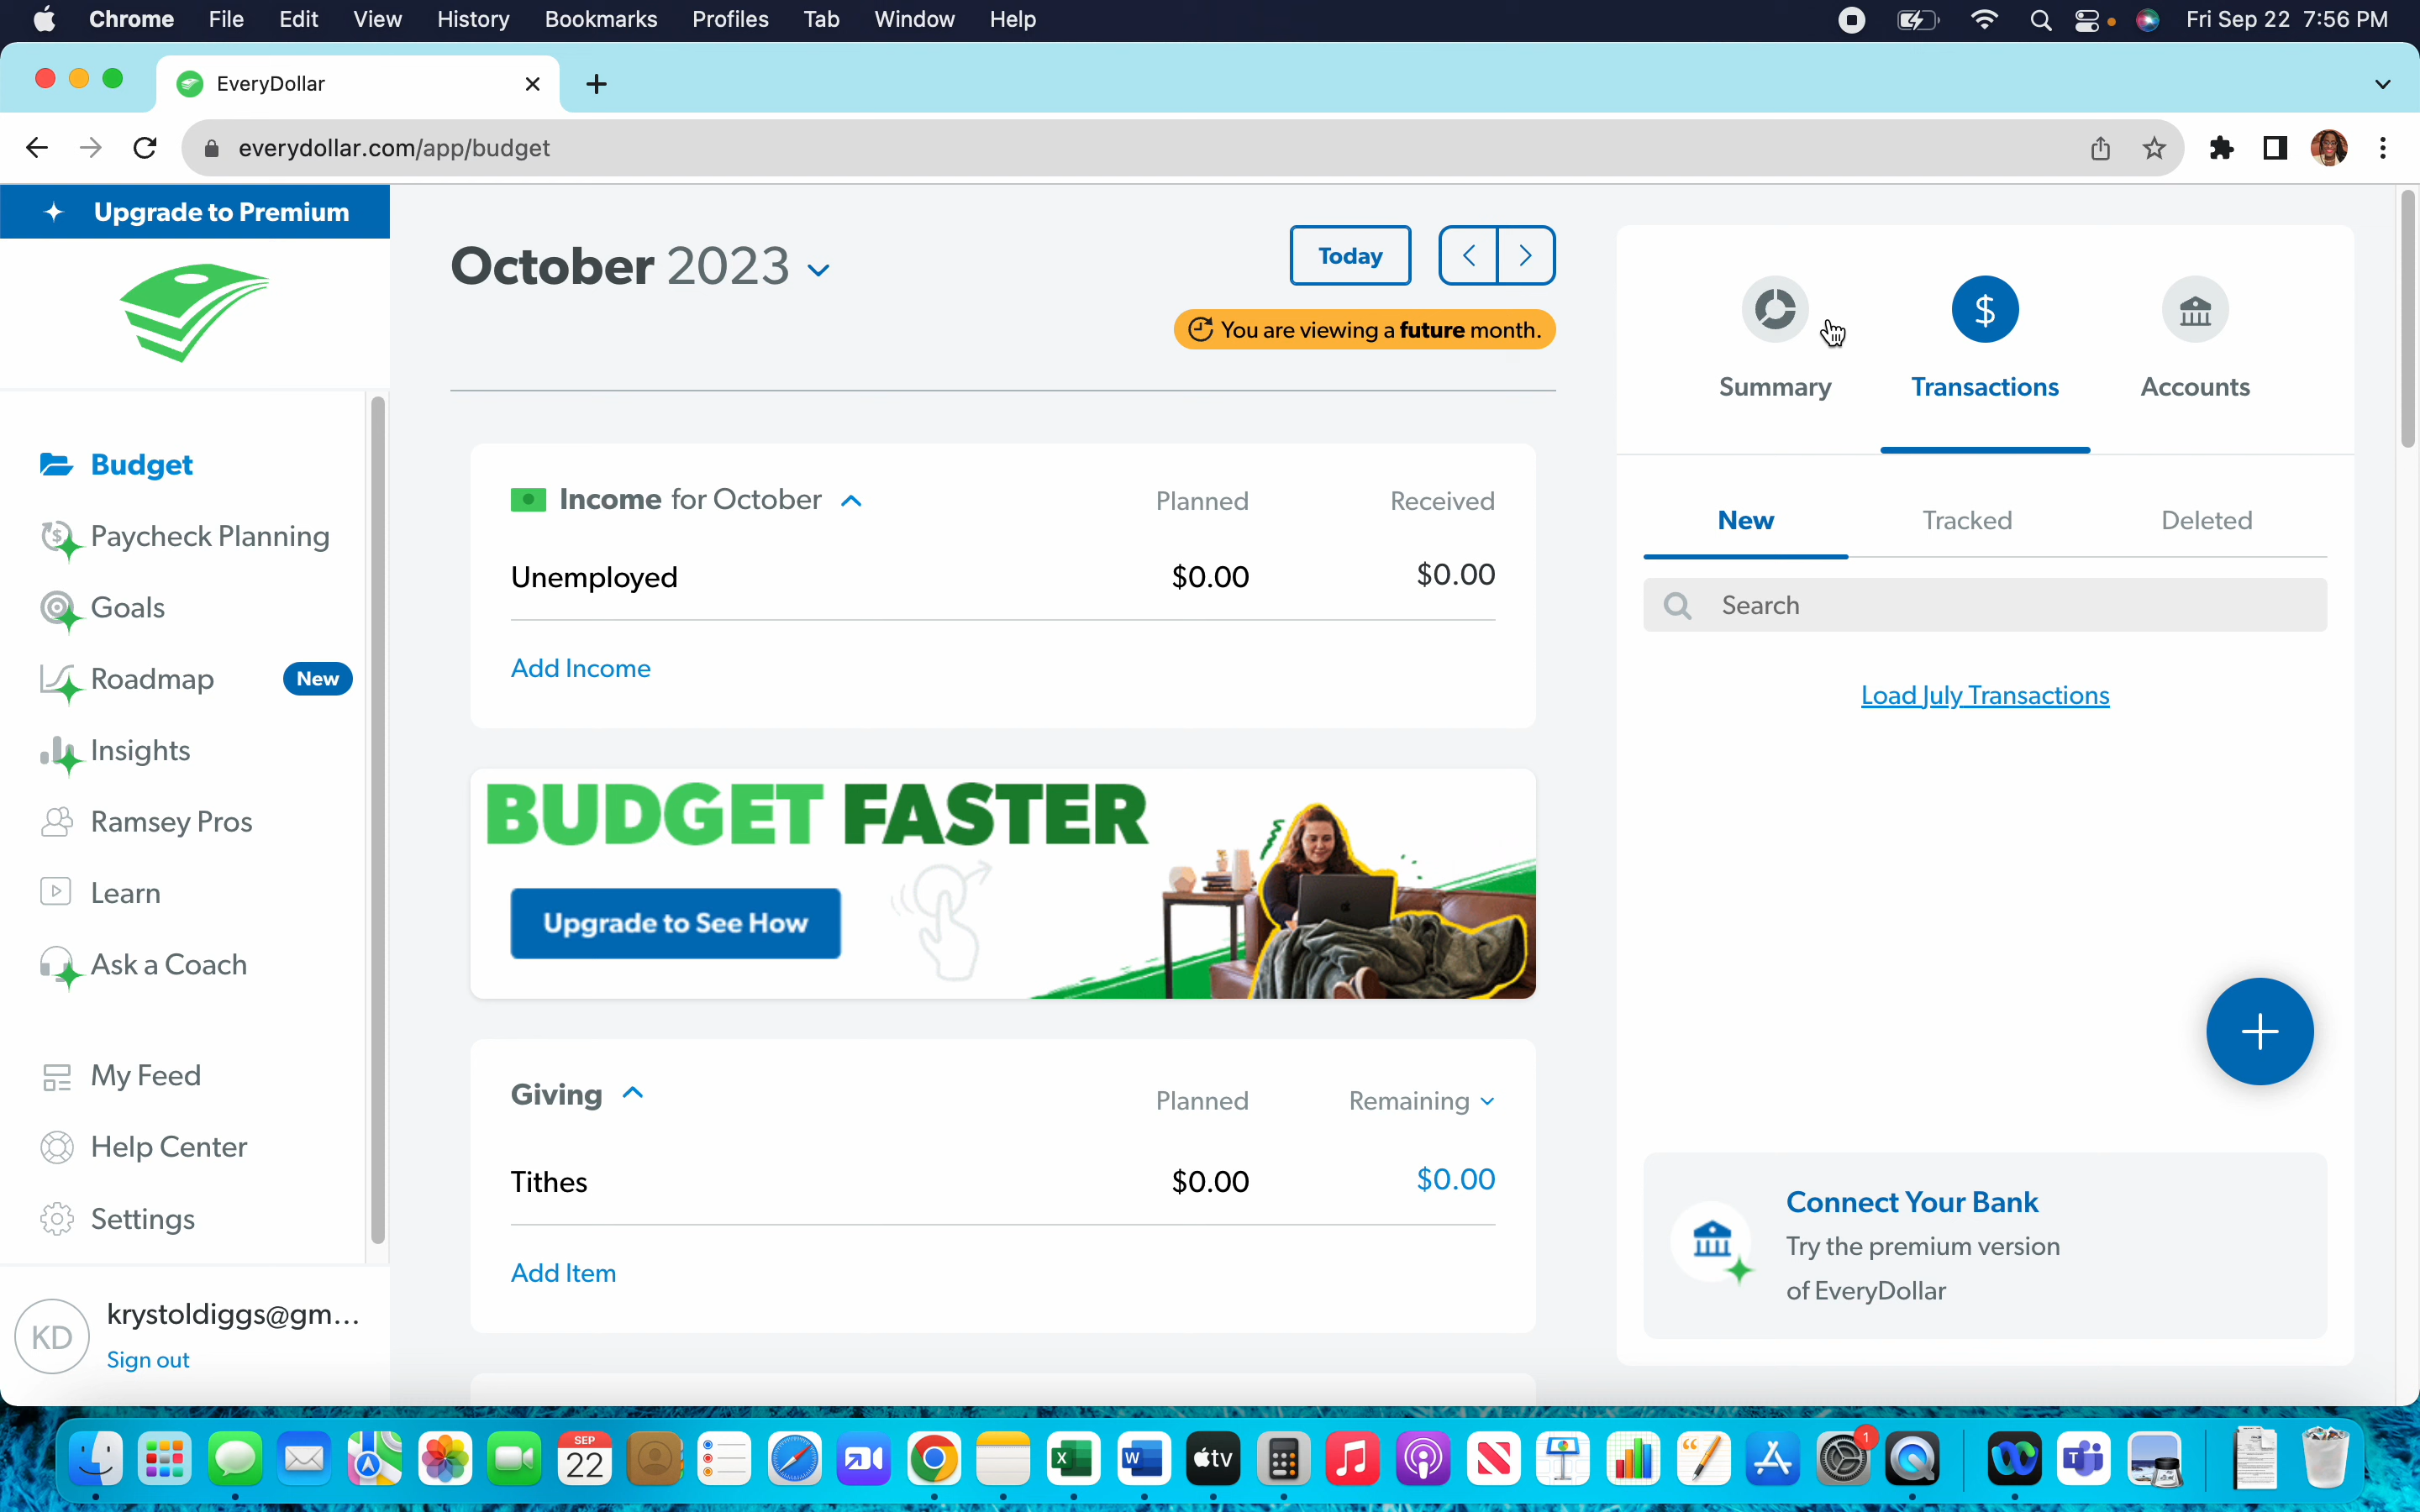 Chrome File Edit View History Bookmarks Profiles Tab Window Help Fri Sep 22 7:56 PM
EveryDollar
everydollar.com/app/budget
Upgrade to Premium
Budget
Paycheck Planning
Goals
Roadmap New
Insights
Ramsey Pros
Learn
Ask a Coach
My Feed
Help Center
Settings
KD krystoldiggs@gm...
Sign out
October 2023
Today
You are viewing a future month.
Income for October Planned Received
Unemployed $0.00 $0.00
Add Income
BUDGET FASTER
Upgrade to See How
Giving Planned Remaining
Tithes $0.00 $0.00
Add Item
Summary Transactions Accounts
New Tracked Deleted
Search
Load July Transactions
+
Connect Your Bank
Try the premium version
of EveryDollar
SEP
22
X
W
tv
1
T